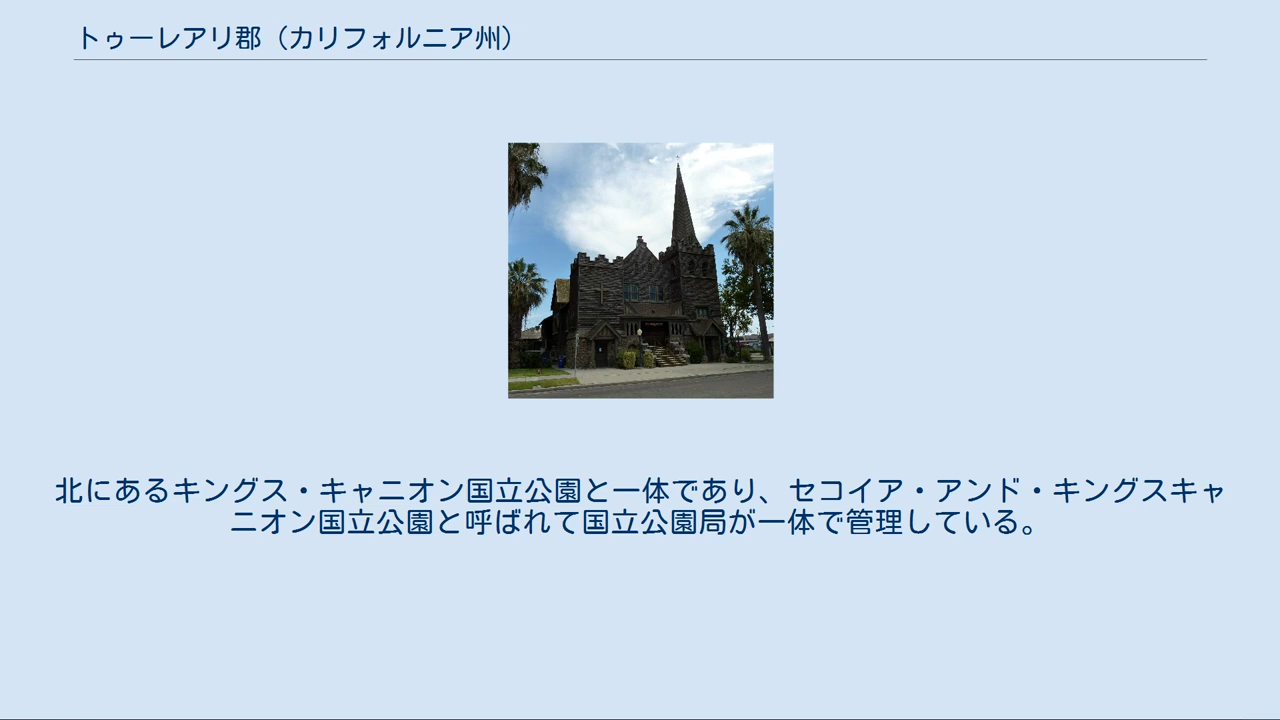 トゥーレアリ郡（カリフォルニア州）
北にあるキングス・キャニオン国立公園と一体であり、セコイア・アンド・キングスキャ
ニオン国立公園と呼ばれて国立公園局が一体で管理している。